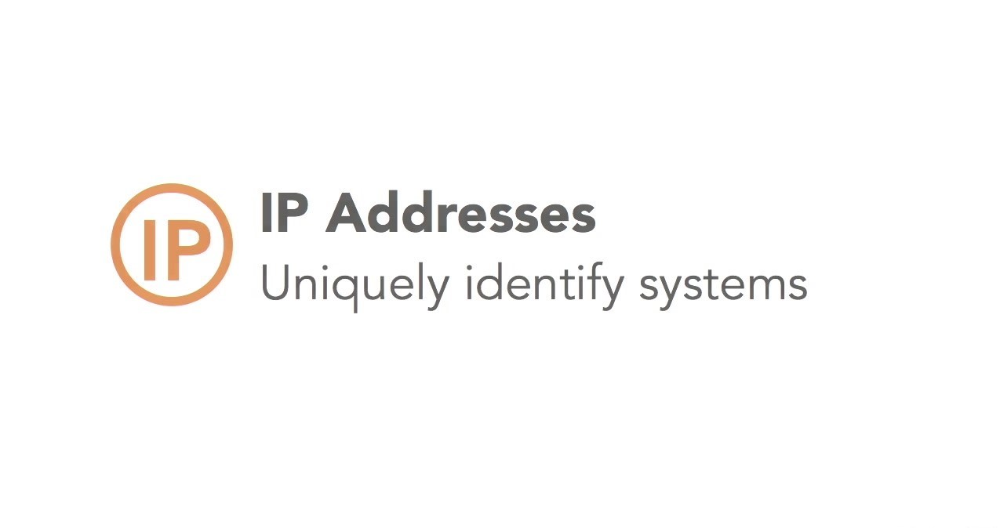 IP
IP Addresses
Uniquely identify systems